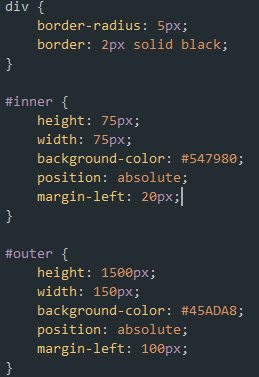 div {
    border-radius: 5px;
    border: 2px solid black;
}

#inner {
    height: 75px;
    width: 75px;
    background-color: #547980;
    position: absolute;
    margin-left: 20px;
}

#outer {
    height: 1500px;
    width: 150px;
    background-color: #45ADA8;
    position: absolute;
    margin-left: 100px;
}